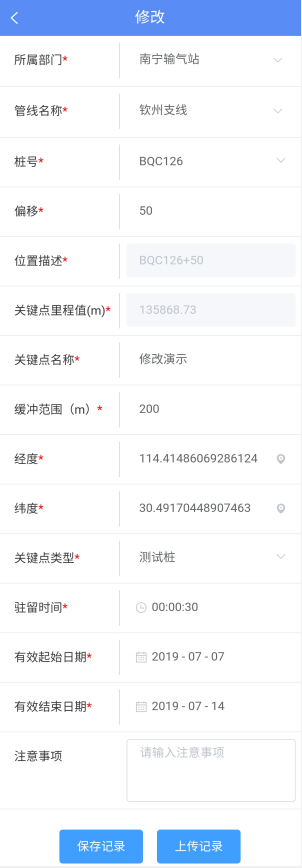 修改
所属部门* 南宁输气站
管线名称* 钦州支线
桩号* BQC126
偏移* 50
位置描述* BQC126+50
关键点里程值(m)* 135868.73
关键点名称* 修改演示
缓冲范围（m）* 200
经度* 114.41486069286124
纬度* 30.49170448907463
关键点类型* 测试桩
驻留时间* 00:00:30
有效起始日期* 2019 - 07 - 07
有效结束日期* 2019 - 07 - 14
注意事项 请输入注意事项
保存记录 上传记录